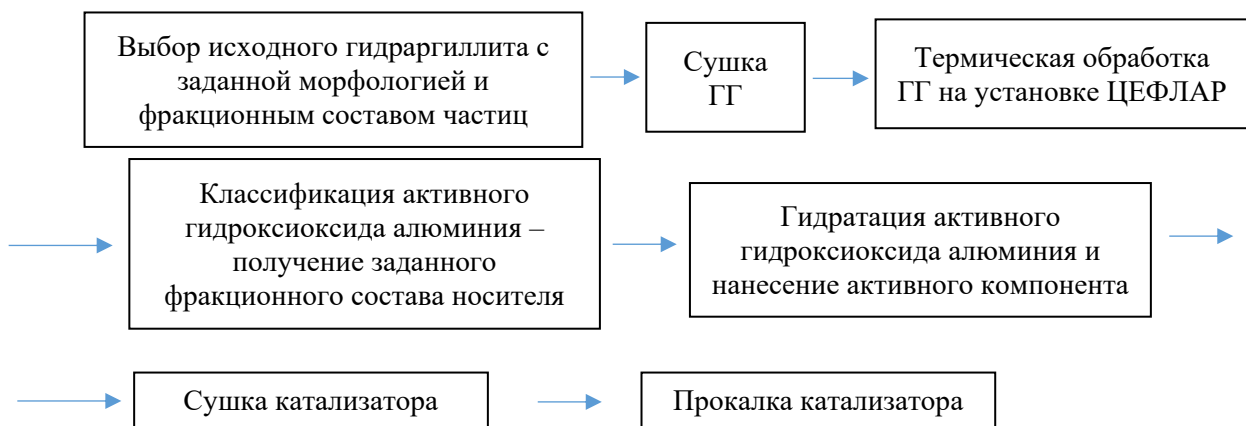 Выбор исходного гидраргиллита с
заданной морфологией и
фракционным составом частиц
Сушка
ГГ
Термическая обработка
ГГ на установке ЦЕФЛАР
Классификация активного
гидроксиоксида алюминия –
получение заданного
фракционного состава носителя
Гидратация активного
гидроксиоксида алюминия и
нанесение активного компонента
Сушка катализатора
Прокалка катализатора